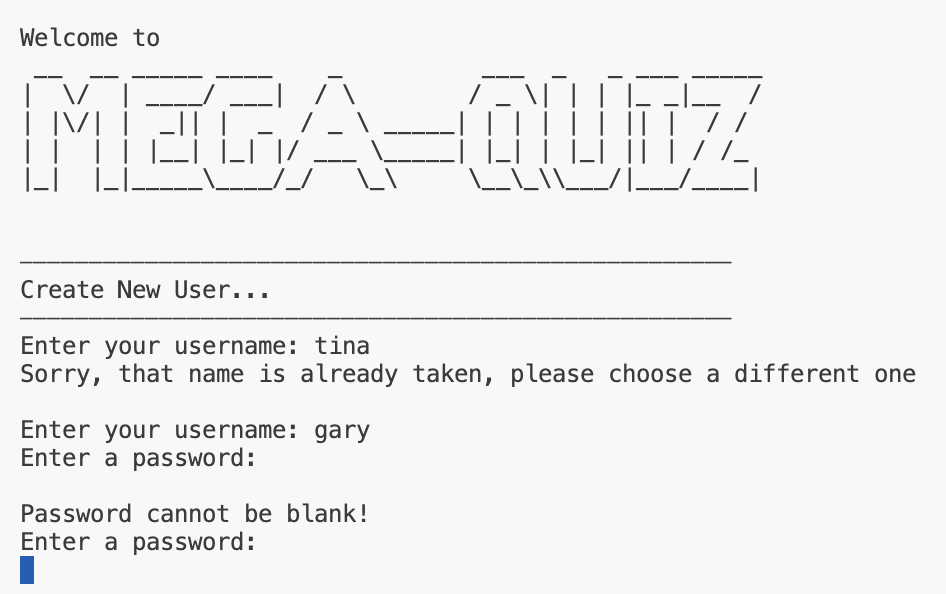 Welcome to
MEGA-QUIZ
Create New User...
Enter your username: tina
Sorry, that name is already taken, please choose a different one
Enter your username: gary
Enter a password:
Password cannot be blank!
Enter a password: